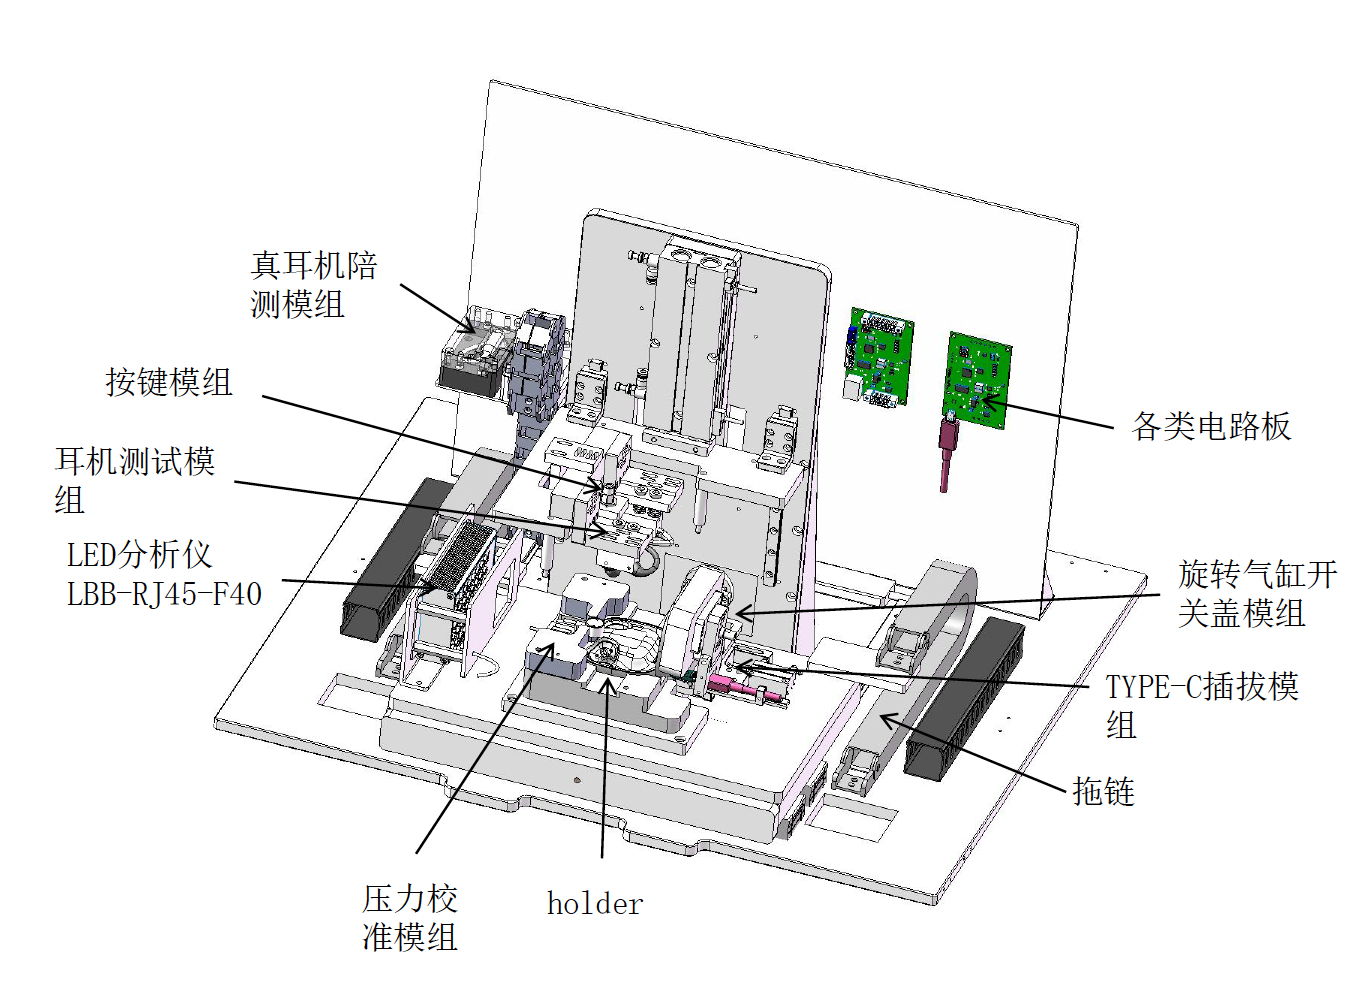 真耳机陪
测模组
按键模组
耳机测试模
组
LED分析仪
LBB-RJ45-F40
各类电路板
旋转气缸开
关盖模组
TYPE-C插拔模
组
拖链
压力校
准模组
holder